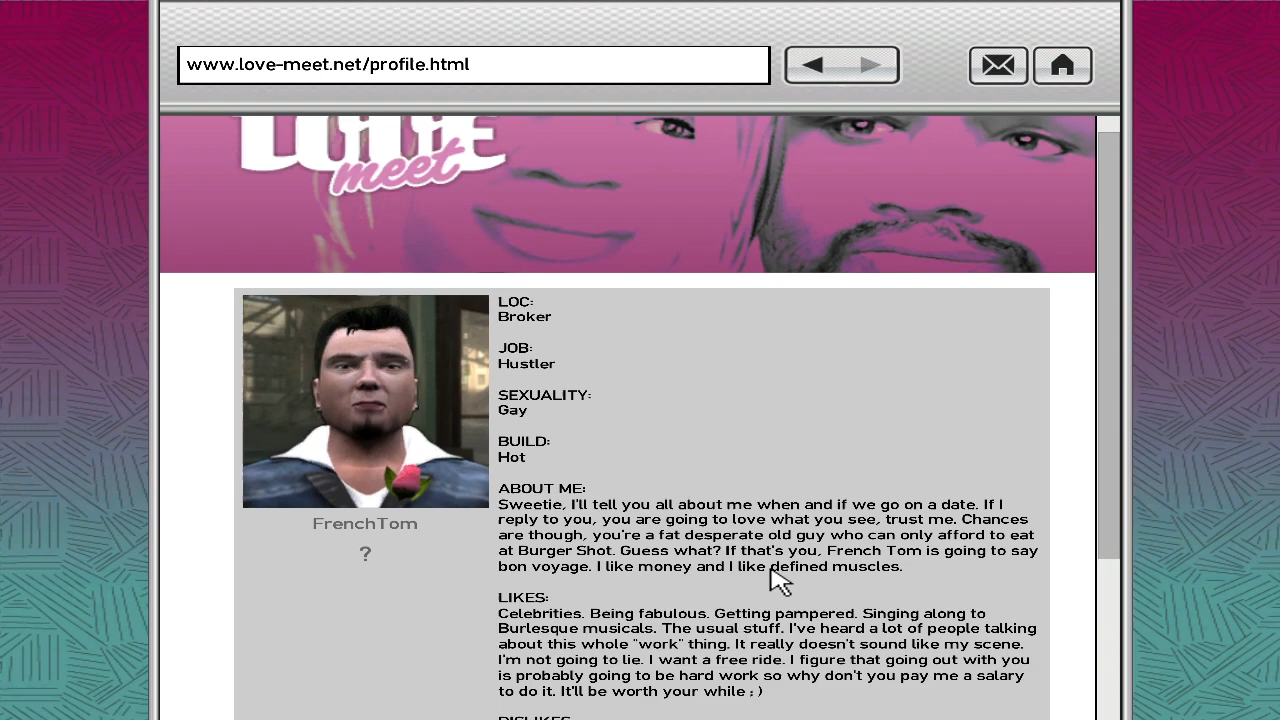 www.love-meet.net/profile.html
LOVE
meet
LOC:
Broker
JOB:
Hustler
SEXUALITY:
Gay
BUILD:
Hot
ABOUT ME:
Sweetie, I'll tell you all about me when and if we go on a date. If I
reply to you, you are going to love what you see, trust me. Chances
are though, you're a fat desperate old guy who can only afford to eat
at Burger Shot. Guess what? If that's you, French Tom is going to say
bon voyage. I like money and I like defined muscles.
FrenchTom
?
LIKES:
Celebrities. Being fabulous. Getting pampered. Singing along to
Burlesque musicals. The usual stuff. I've heard a lot of people talking
about this whole "work" thing. It really doesn't sound like my scene.
I'm not going to lie. I want a free ride. I figure that going out with you
is probably going to be hard work so why don't you pay me a salary
to do it. It'll be worth your while ; )
DISLIKES